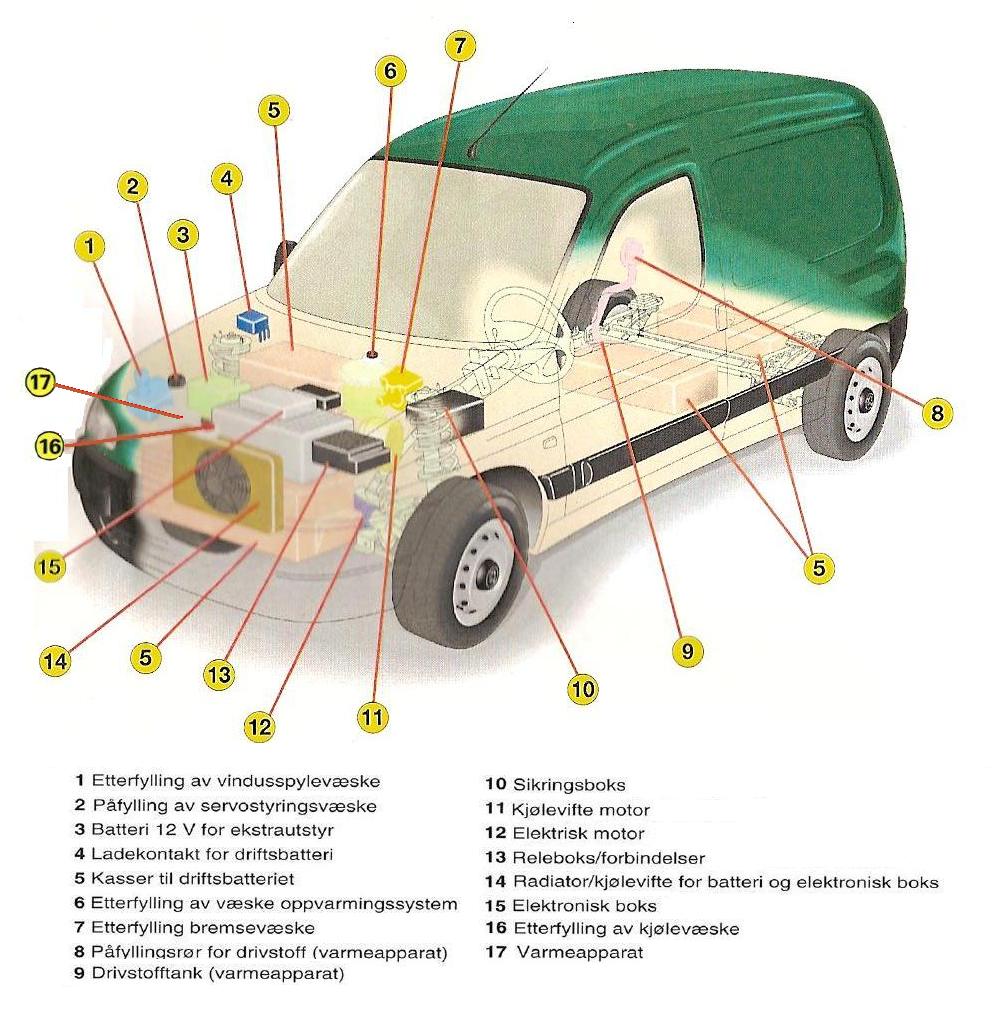 7
6
5
4
2
3
1
17
16
8
15
5
14
5
13
9
10
11
12
1 Etterfylling av vindusspylevæske
2 Påfylling av servostyringsvæske
3 Batteri 12 V for ekstrautstyr
4 Ladekontakt for driftsbatteri
5 Kasser til driftsbatteriet
6 Etterfylling av væske oppvarmingssystem
7 Etterfylling bremsevæske
8 Påfyllingsrør for drivstoff (varmeapparat)
9 Drivstofftank (varmeapparat)
10 Sikringsboks
11 Kjølevifte motor
12 Elektrisk motor
13 Releboks/forbindelser
14 Radiator/kjølevifte for batteri og elektronisk boks
15 Elektronisk boks
16 Etterfylling av kjølevæske
17 Varmeapparat